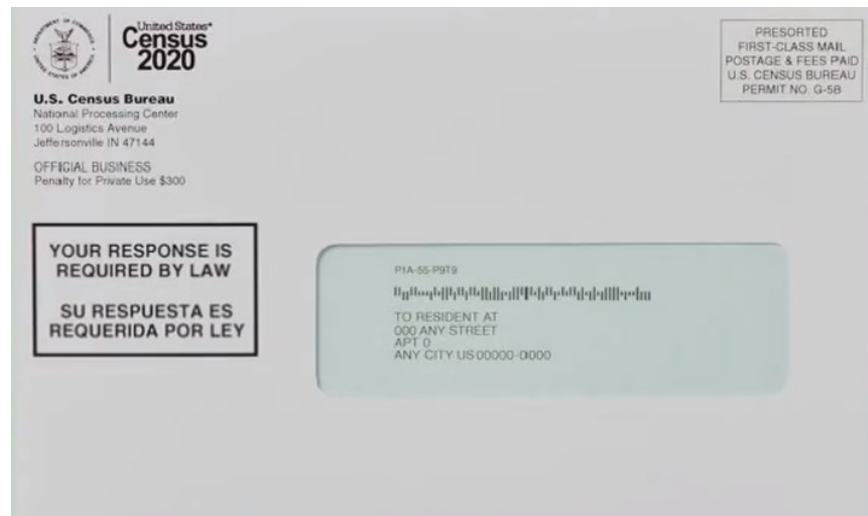 United States®
Census
2020
U.S. Census Bureau
National Processing Center
100 Logistics Avenue
Jeffersonville IN 47144
OFFICIAL BUSINESS
Penalty for Private Use $300
PRESORTED
FIRST-CLASS MAIL
POSTAGE & FEES PAID
U.S. CENSUS BUREAU
PERMIT NO. G-58
YOUR RESPONSE IS
REQUIRED BY LAW
SU RESPUESTA ES
REQUERIDA POR LEY
P1A-55-P9T9
TO RESIDENT AT
000 ANY STREET
APT 0
ANY CITY US 00000-0000